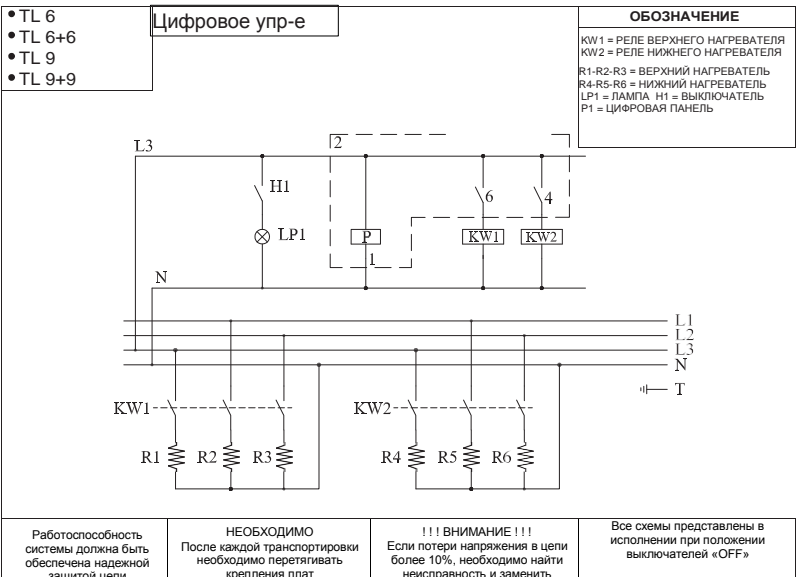 • TL 6
• TL 6+6
• TL 9
• TL 9+9
Цифровое упр-е
ОБОЗНАЧЕНИЕ
KW1 = РЕЛЕ ВЕРХНЕГО НАГРЕВАТЕЛЯ
KW2 = РЕЛЕ НИЖНЕГО НАГРЕВАТЕЛЯ
R1-R2-R3 = ВЕРХНИЙ НАГРЕВАТЕЛЬ
R4-R5-R6 = НИЖНИЙ НАГРЕВАТЕЛЬ
LP1 = ЛАМПА H1 = ВЫКЛЮЧАТЕЛЬ
P1 = ЦИФРОВАЯ ПАНЕЛЬ
L3
2
H1
6
4
LP1
P
KW1
KW2
1
N
L1
L2
L3
N
T
KW1
KW2
R1
R2
R3
R4
R5
R6
Работоспособность
системы должна быть
обеспечена надежной
защитой цепи
НЕОБХОДИМО
После каждой транспортировки
необходимо перетягивать
крепления плат
! ! ! ВНИМАНИЕ ! ! !
Если потери напряжения в цепи
более 10%, необходимо найти
неисправность и заменить
Все схемы представлены в
исполнении при положении
выключателей «OFF»